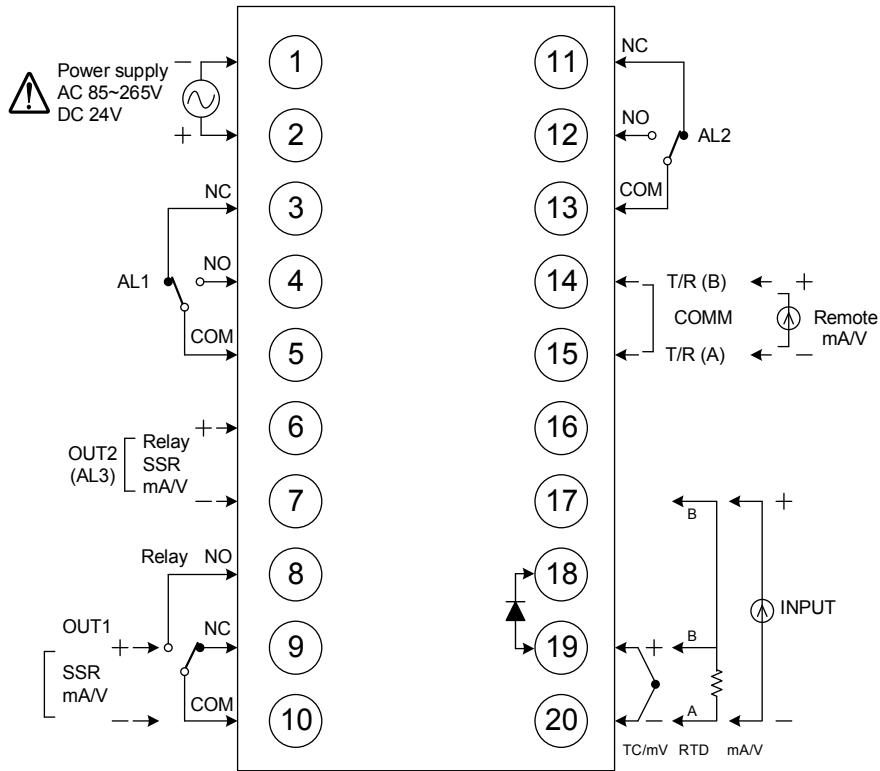 Power supply
AC 85~265V
DC 24V
−
+
1
2
NC
3
AL1
NO
4
COM
5
OUT2
(AL3)
Relay
SSR
mA/V
+
6
−
7
Relay NO
8
OUT1
+
NC
9
SSR
mA/V
−
COM
10
11
NC
12
NO
AL2
13
COM
14
T/R (B)
+
COMM
Remote
mA/V
15
T/R (A)
−
16
17
B
+
18
INPUT
19
+
B
20
−
A
−
TC/mV RTD mA/V